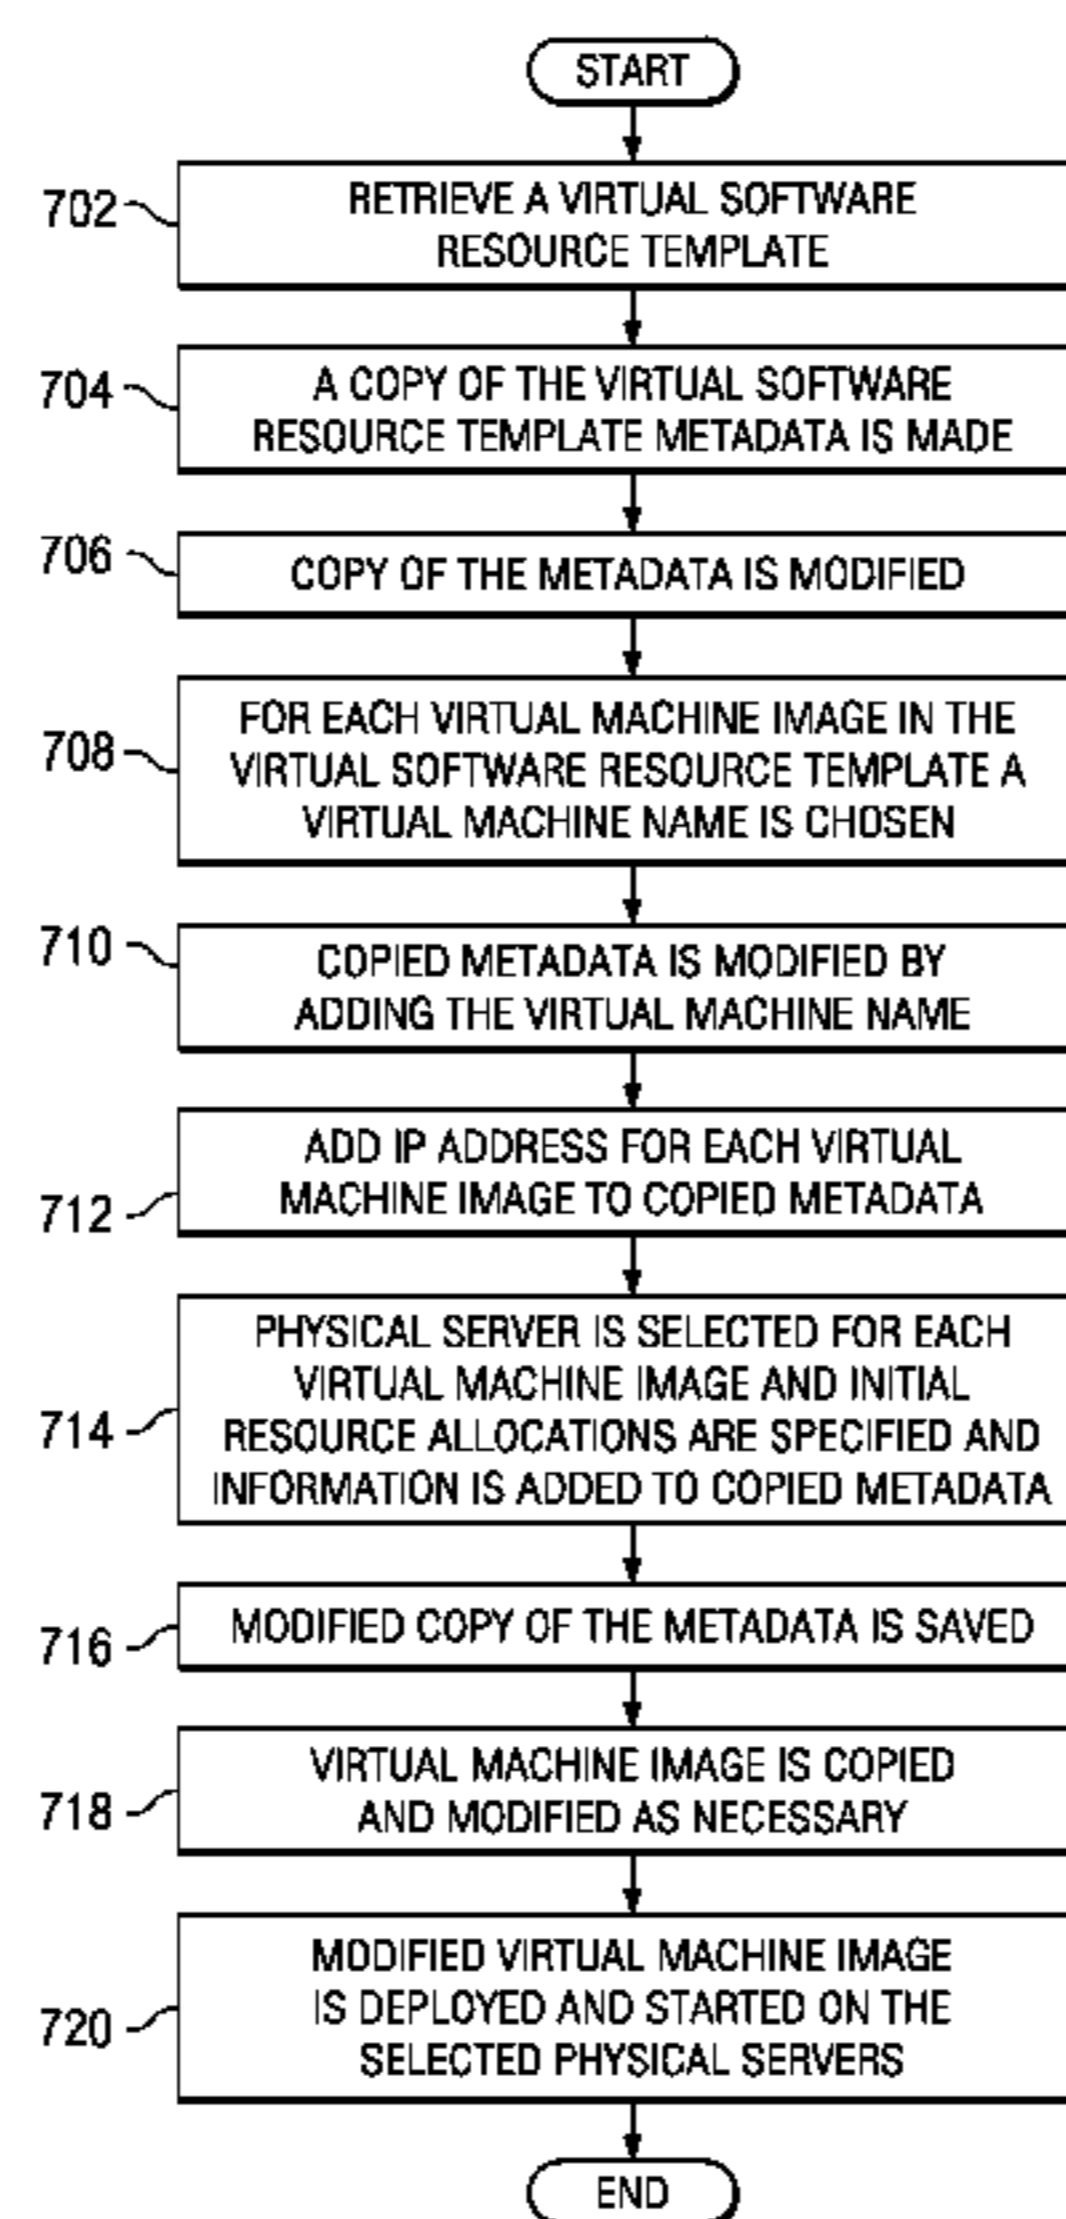 START
702
RETRIEVE A VIRTUAL SOFTWARE
RESOURCE TEMPLATE
704
A COPY OF THE VIRTUAL SOFTWARE
RESOURCE TEMPLATE METADATA IS MADE
706
COPY OF THE METADATA IS MODIFIED
708
FOR EACH VIRTUAL MACHINE IMAGE IN THE
VIRTUAL SOFTWARE RESOURCE TEMPLATE A
VIRTUAL MACHINE NAME IS CHOSEN
710
COPIED METADATA IS MODIFIED BY
ADDING THE VIRTUAL MACHINE NAME
712
ADD IP ADDRESS FOR EACH VIRTUAL
MACHINE IMAGE TO COPIED METADATA
714
PHYSICAL SERVER IS SELECTED FOR EACH
VIRTUAL MACHINE IMAGE AND INITIAL
RESOURCE ALLOCATIONS ARE SPECIFIED AND
INFORMATION IS ADDED TO COPIED METADATA
716
MODIFIED COPY OF THE METADATA IS SAVED
718
VIRTUAL MACHINE IMAGE IS COPIED
AND MODIFIED AS NECESSARY
720
MODIFIED VIRTUAL MACHINE IMAGE
IS DEPLOYED AND STARTED ON THE
SELECTED PHYSICAL SERVERS
END